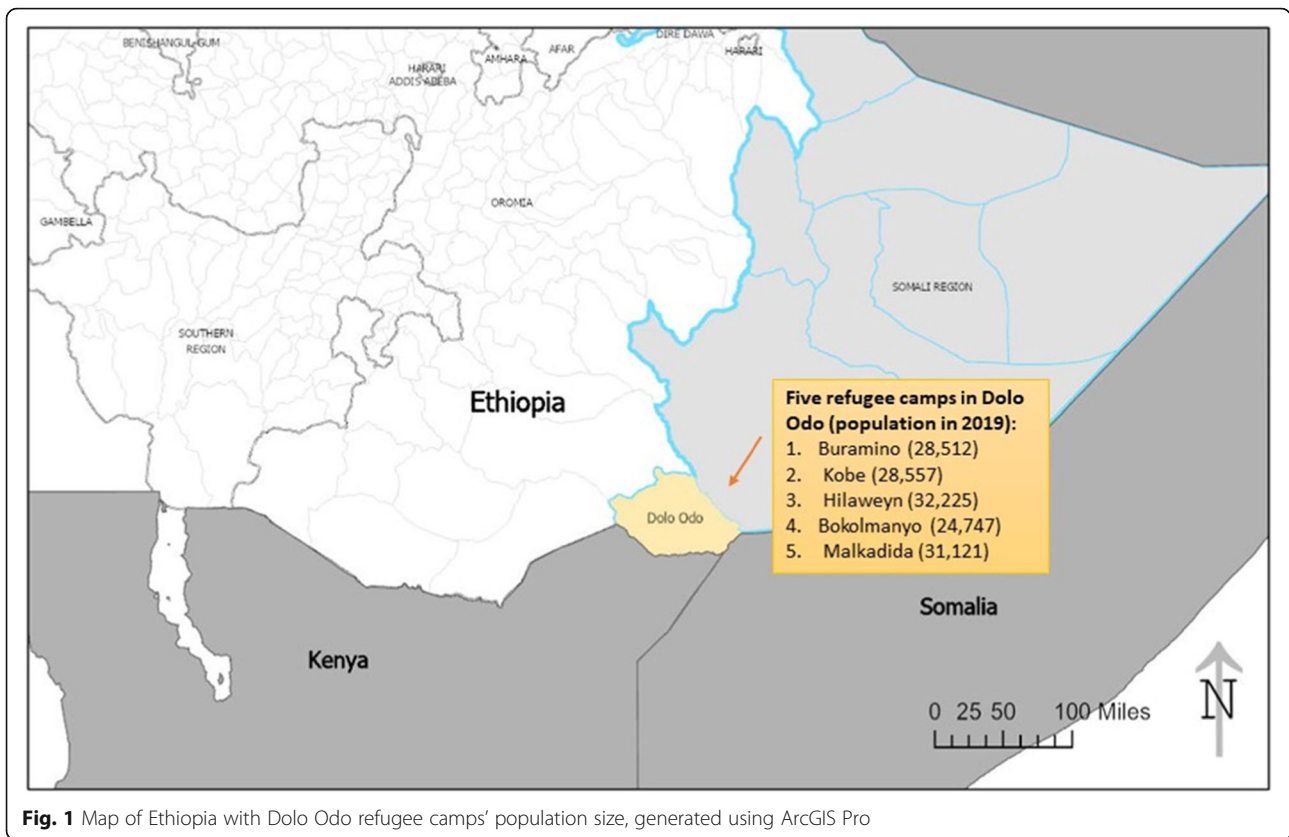 BENISHANGUL-GUM
HARARI
ADDIS ABEBA
AMHARA
AFAR
DIRE DAWA
HARARI
GAMBELLA
OROMIA
SOMALI REGION
SOUTHERN
REGION
Ethiopia
Five refugee camps in Dolo
Odo (population in 2019):
1. Buramino (28,512)
2. Kobe (28,557)
3. Hilaweyn (32,225)
4. Bokolmanyo (24,747)
5. Malkadida (31,121)
Dolo Odo
Somalia
Kenya
0 25 50 100 Miles
N
Fig. 1 Map of Ethiopia with Dolo Odo refugee camps’ population size, generated using ArcGIS Pro